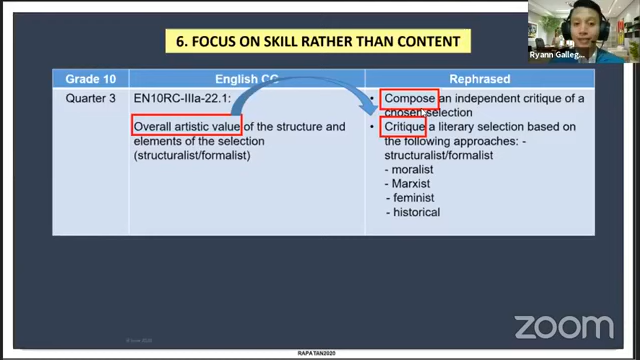 6. FOCUS ON SKILL RATHER THAN CONTENT
Ryann Galleg
Grade 10
English CG
Rephrased
Quarter 3
EN10RC-IIIa-22.1:
Overall artistic value of the structure and
elements of the selection
(structuralist/formalist)
• Compose an independent critique of a
chosen selection
• Critique a literary selection based on
the following approaches: -
structuralist/formalist
- moralist
- Marxist
- feminist
- historical
RAPATAN2020
zoom